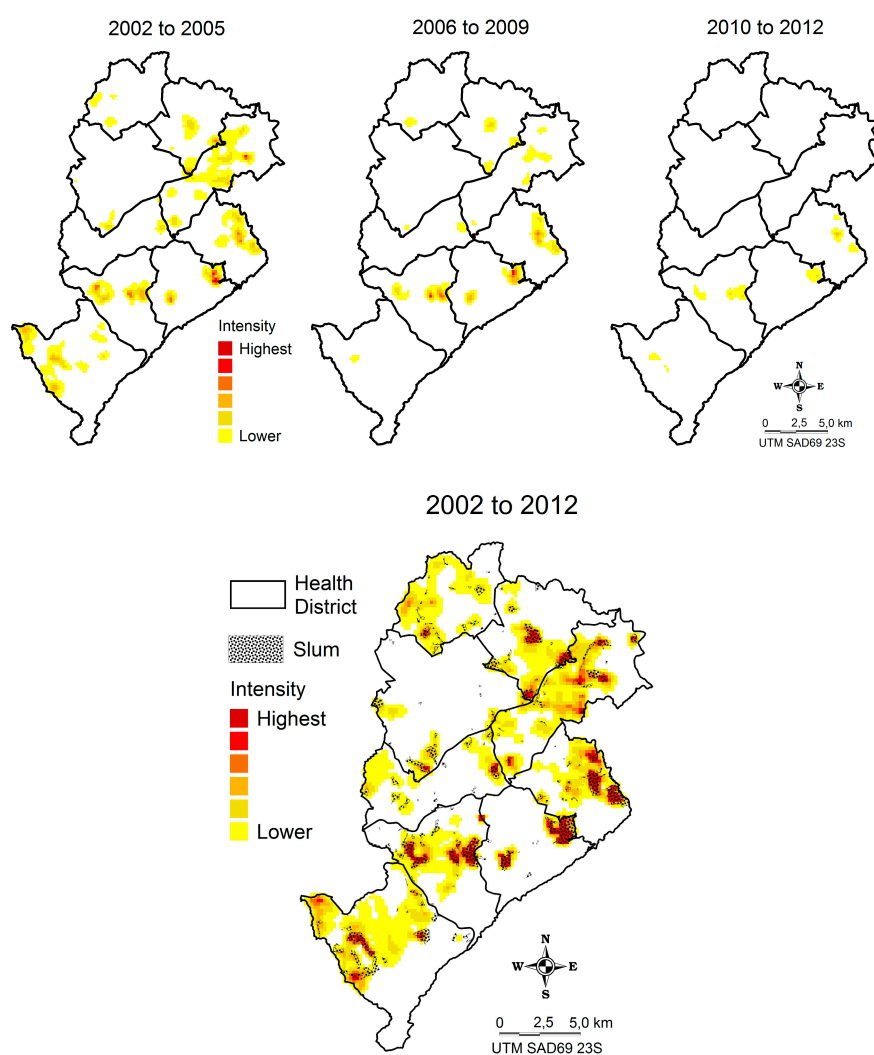 2002 to 2005
2006 to 2009
2010 to 2012
Intensity
Highest
Lower
N
W E
S
0 2,5 5,0 km
UTM SAD69 23S
2002 to 2012
Health
District
Slum
Intensity
Highest
Lower
N
W E
S
0 2,5 5,0 km
UTM SAD69 23S